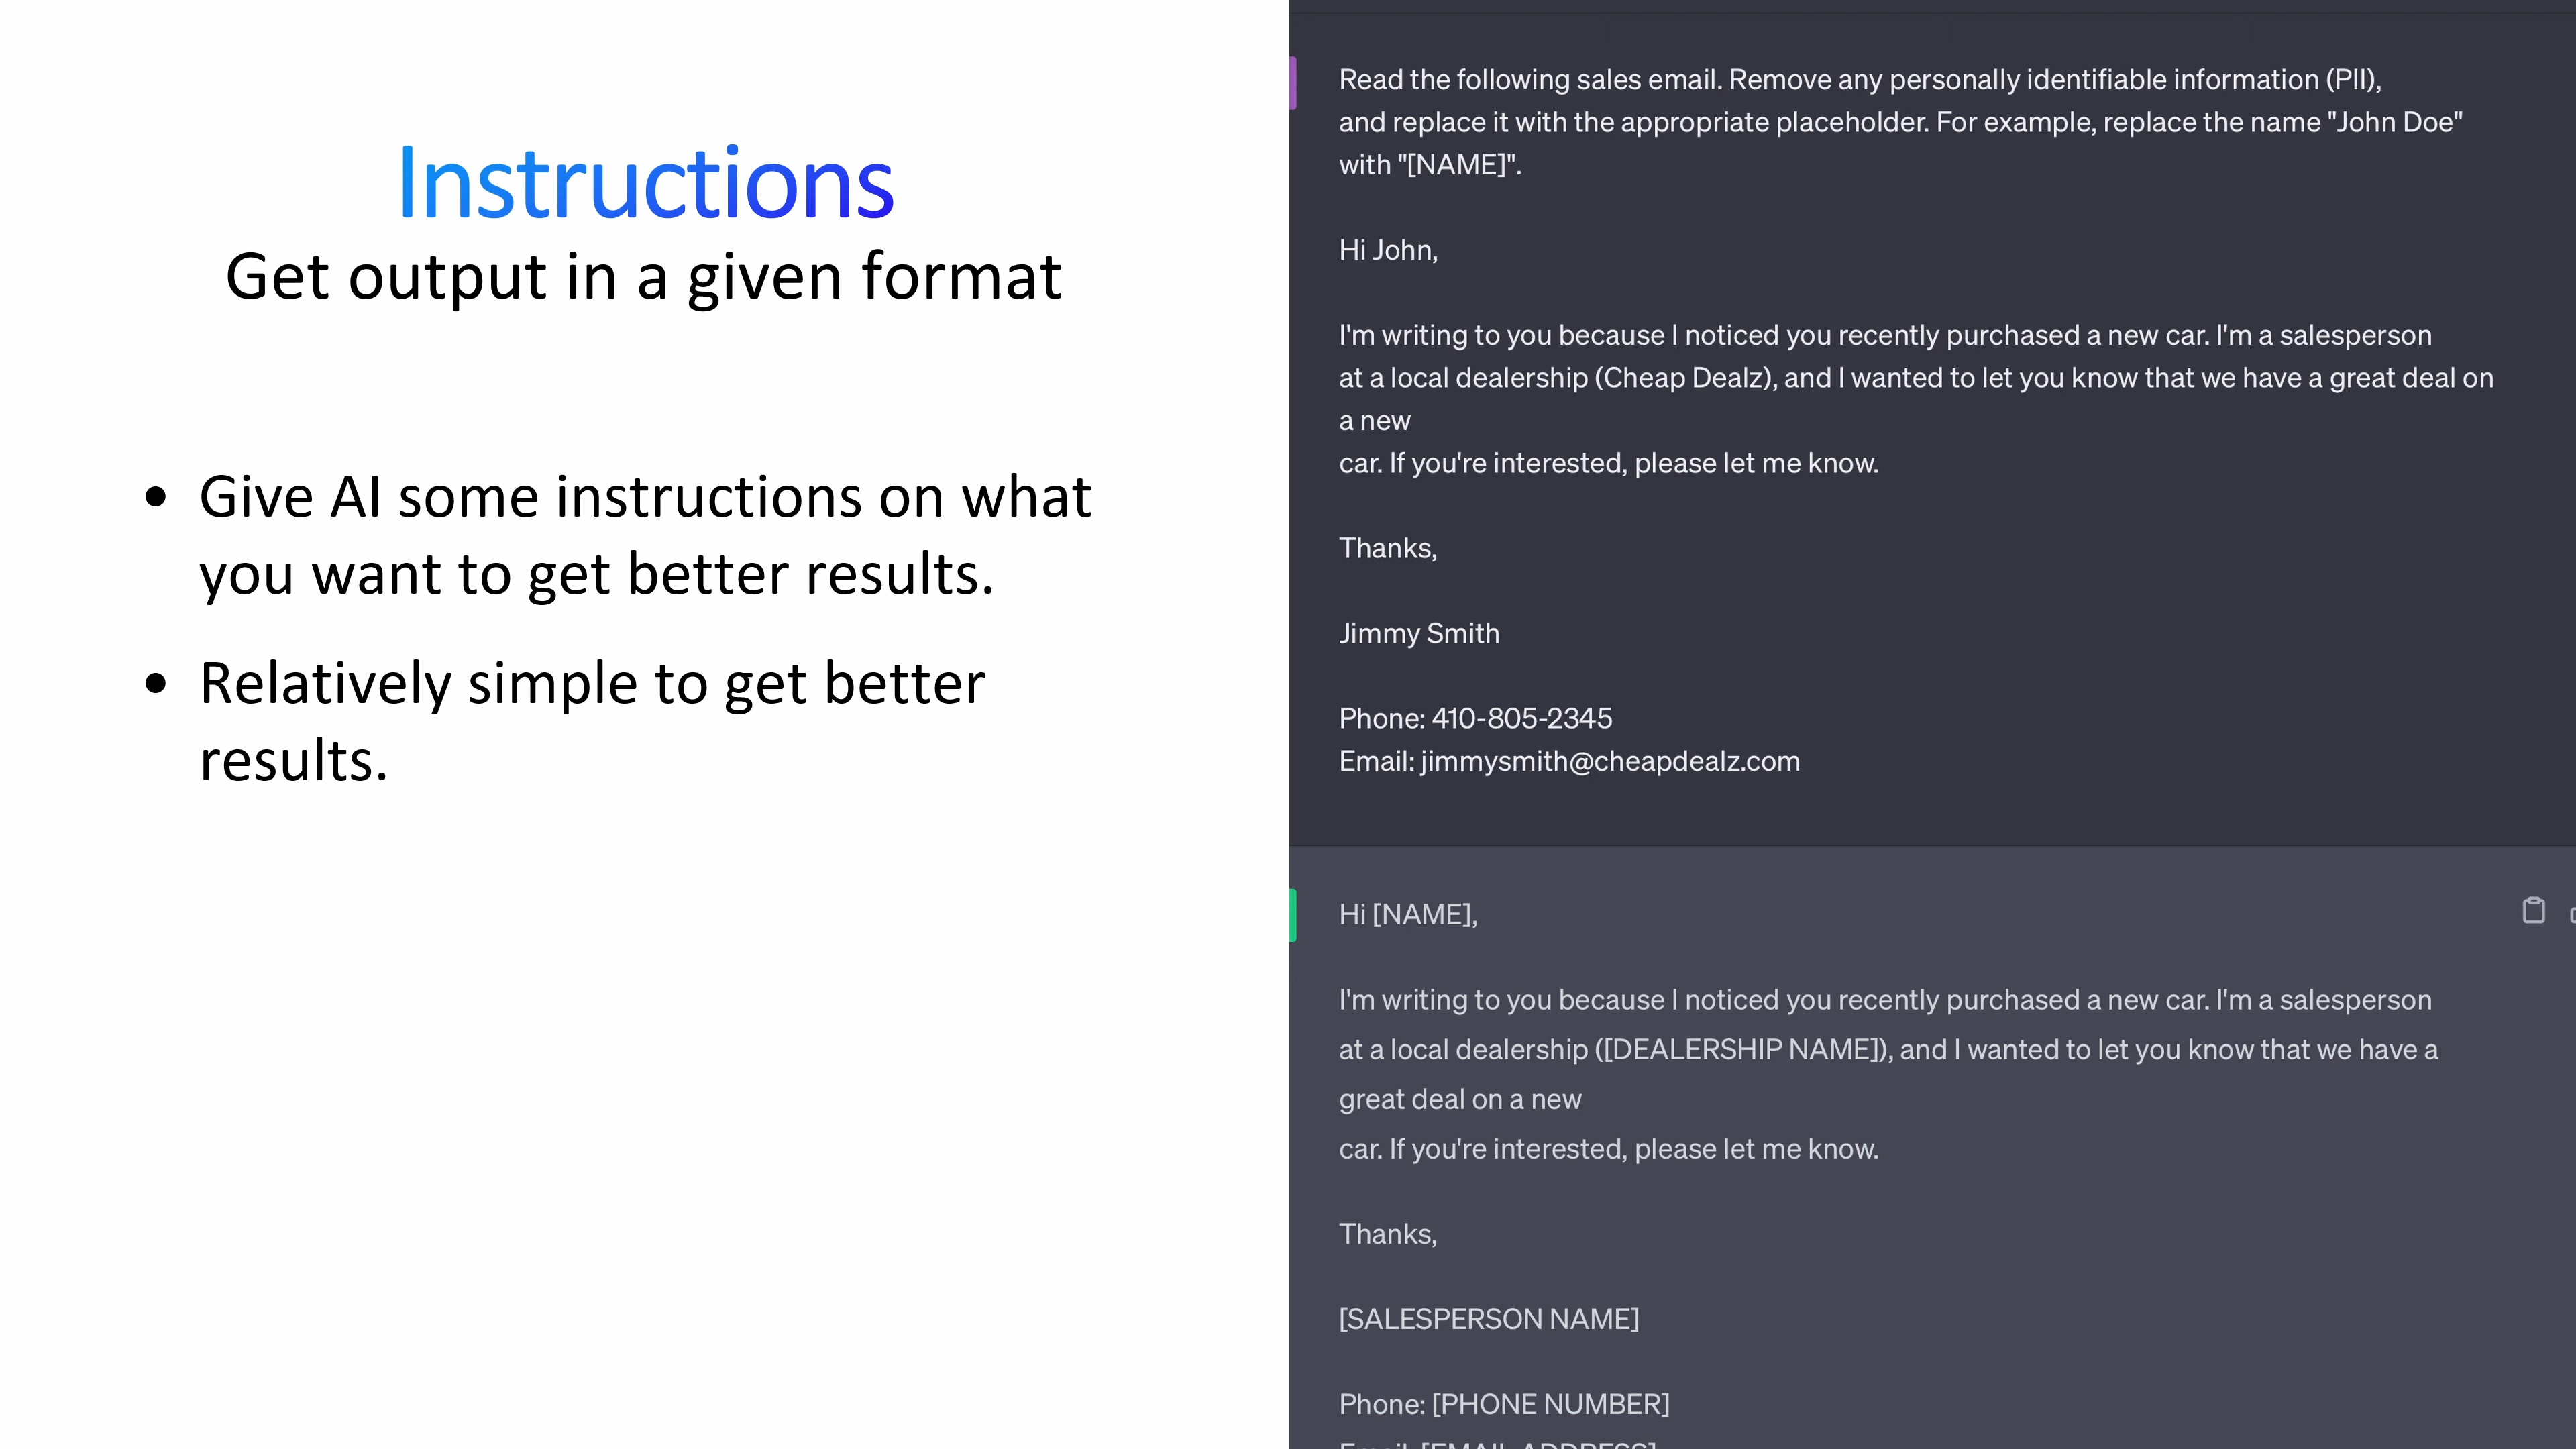 Instructions
Get output in a given format
• Give AI some instructions on what
you want to get better results.
• Relatively simple to get better
results.
Read the following sales email. Remove any personally identifiable information (PII),
and replace it with the appropriate placeholder. For example, replace the name "John Doe"
with "[NAME]".
Hi John,
I'm writing to you because I noticed you recently purchased a new car. I'm a salesperson
at a local dealership (Cheap Dealz), and I wanted to let you know that we have a great deal on
a new
car. If you're interested, please let me know.
Thanks,
Jimmy Smith
Phone: 410-805-2345
Email: jimmysmith@cheapdealz.com
Hi [NAME],
I'm writing to you because I noticed you recently purchased a new car. I'm a salesperson
at a local dealership ([DEALERSHIP NAME]), and I wanted to let you know that we have a
great deal on a new
car. If you're interested, please let me know.
Thanks,
[SALESPERSON NAME]
Phone: [PHONE NUMBER]
Email: [EMAIL ADDRESS]